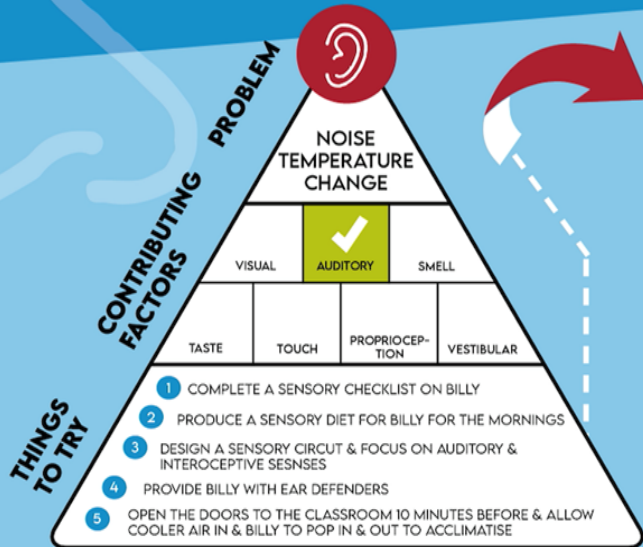 PROBLEM
NOISE
TEMPERATURE
CHANGE
CONTRIBUTING
FACTORS
VISUAL
AUDITORY
SMELL
TASTE
TOUCH
PROPRIOCEP-
TION
VESTIBULAR
THINGS
TO TRY
1 COMPLETE A SENSORY CHECKLIST ON BILLY
2 PRODUCE A SENSORY DIET FOR BILLY FOR THE MORNINGS
3 DESIGN A SENSORY CIRCUT & FOCUS ON AUDITORY &
INTEROCEPTIVE SESNSES
4 PROVIDE BILLY WITH EAR DEFENDERS
5 OPEN THE DOORS TO THE CLASSROOM 10 MINUTES BEFORE & ALLOW
COOLER AIR IN & BILLY TO POP IN & OUT TO ACCLIMATISE